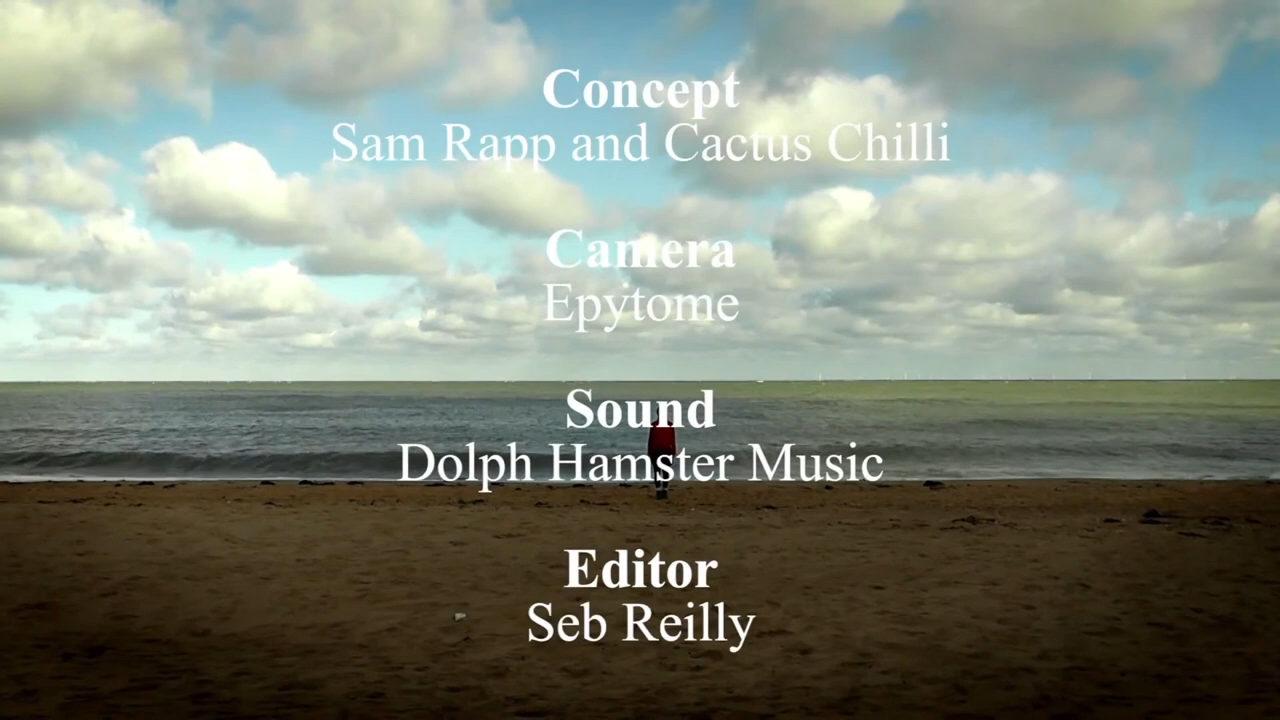 Concept
Sam Rapp and Cactus Chilli
Camera
Epytome
Sound
Dolph Hamster Music
Editor
Seb Reilly